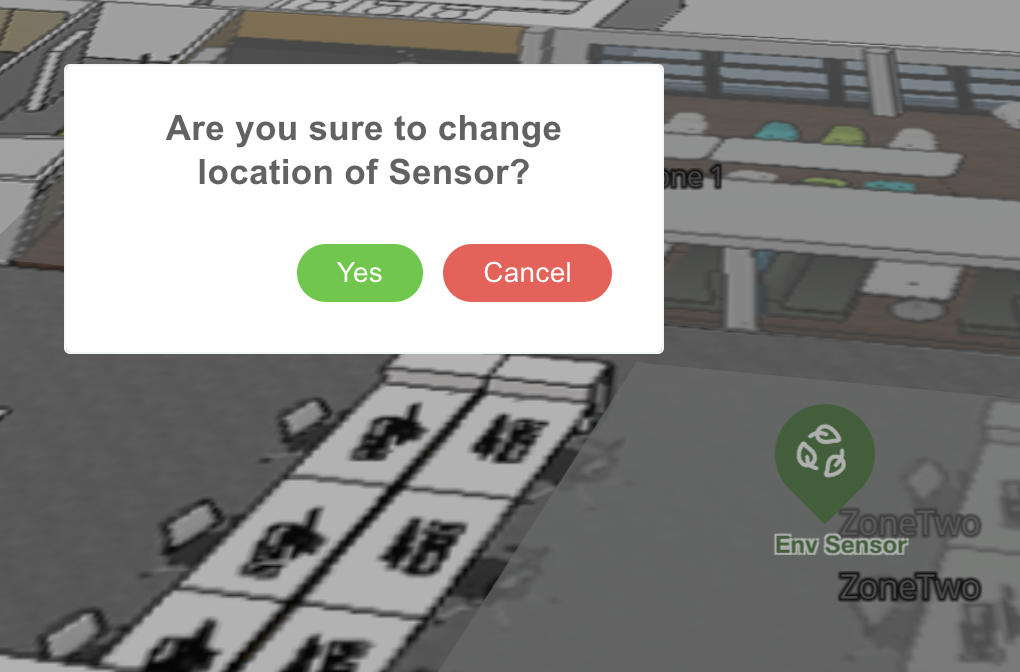 Are you sure to change
location of Sensor?
Yes
Cancel
one 1
ZoneTwo
Env Sensor
ZoneTwo